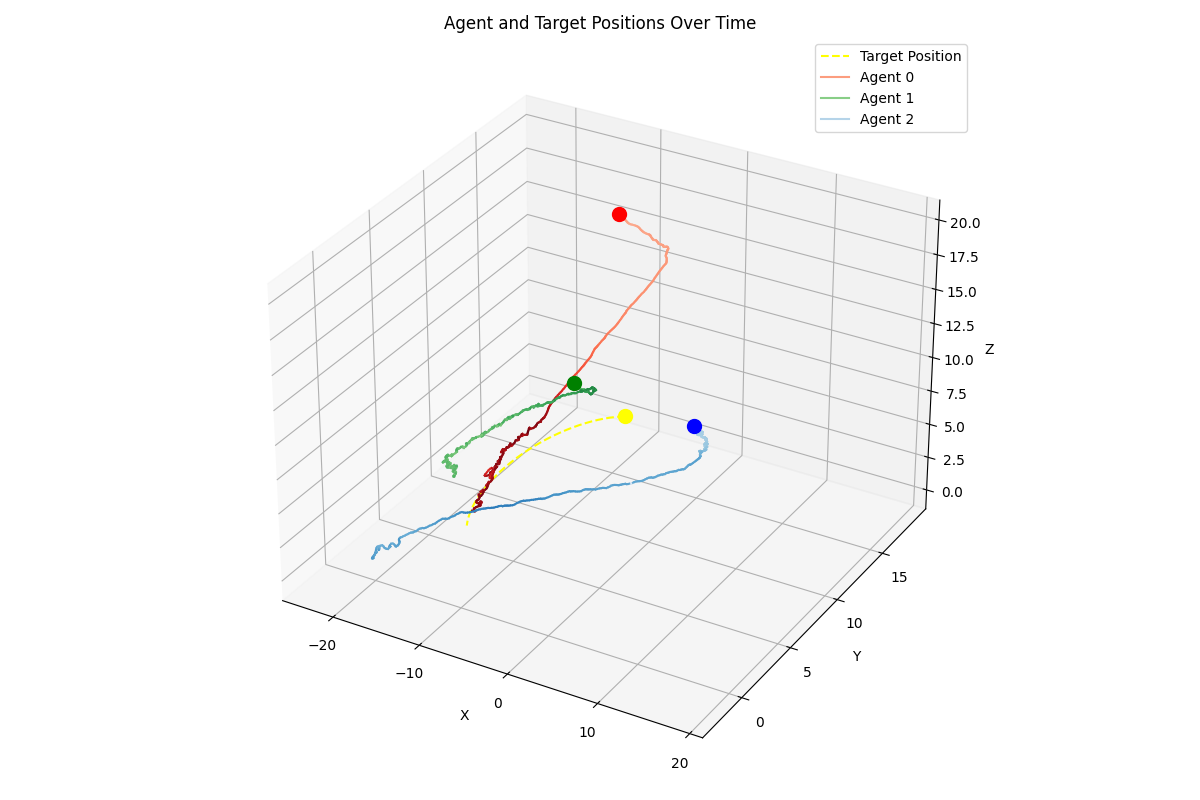 Agent and Target Positions Over Time
Target Position
Agent 0
Agent 1
Agent 2
20.0
17.5
15.0
12.5
10.0
7.5
5.0
2.5
0.0
Z
15
10
5
0
Y
−20
−10
0
10
20
X